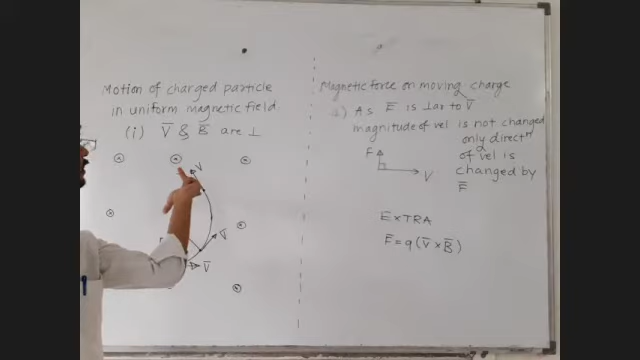 Motion of charged particle
in uniform magnetic field
(i) V̄ & B̄ are ⊥
V
V̄
V̄
Magnetic force on moving charge
2) As F̄ is ⊥ar to V̄
magnitude of vel is not changed
only directⁿ
of vel is
changed by
F̄
F
V
EXTRA
F̄ = q(V̄ × B̄)